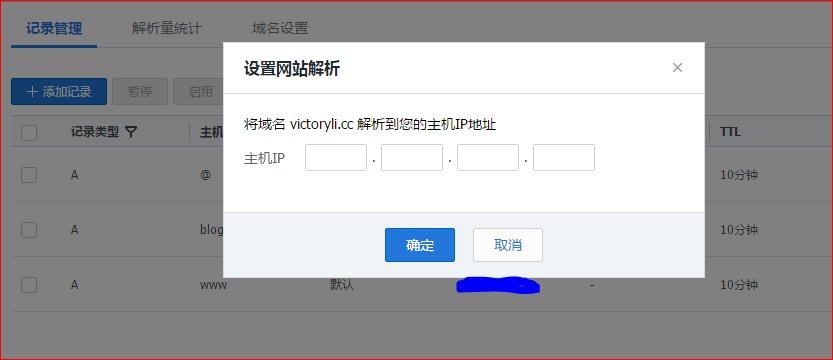 记录管理 解析量统计 域名设置
设置网站解析 ×
+ 添加记录 暂停 启用
将域名 victoryli.cc 解析到您的主机IP地址
记录类型 主机 TTL
主机IP . . .
A @ 10分钟
A blog 10分钟
确定 取消
A www 默认 - - 10分钟